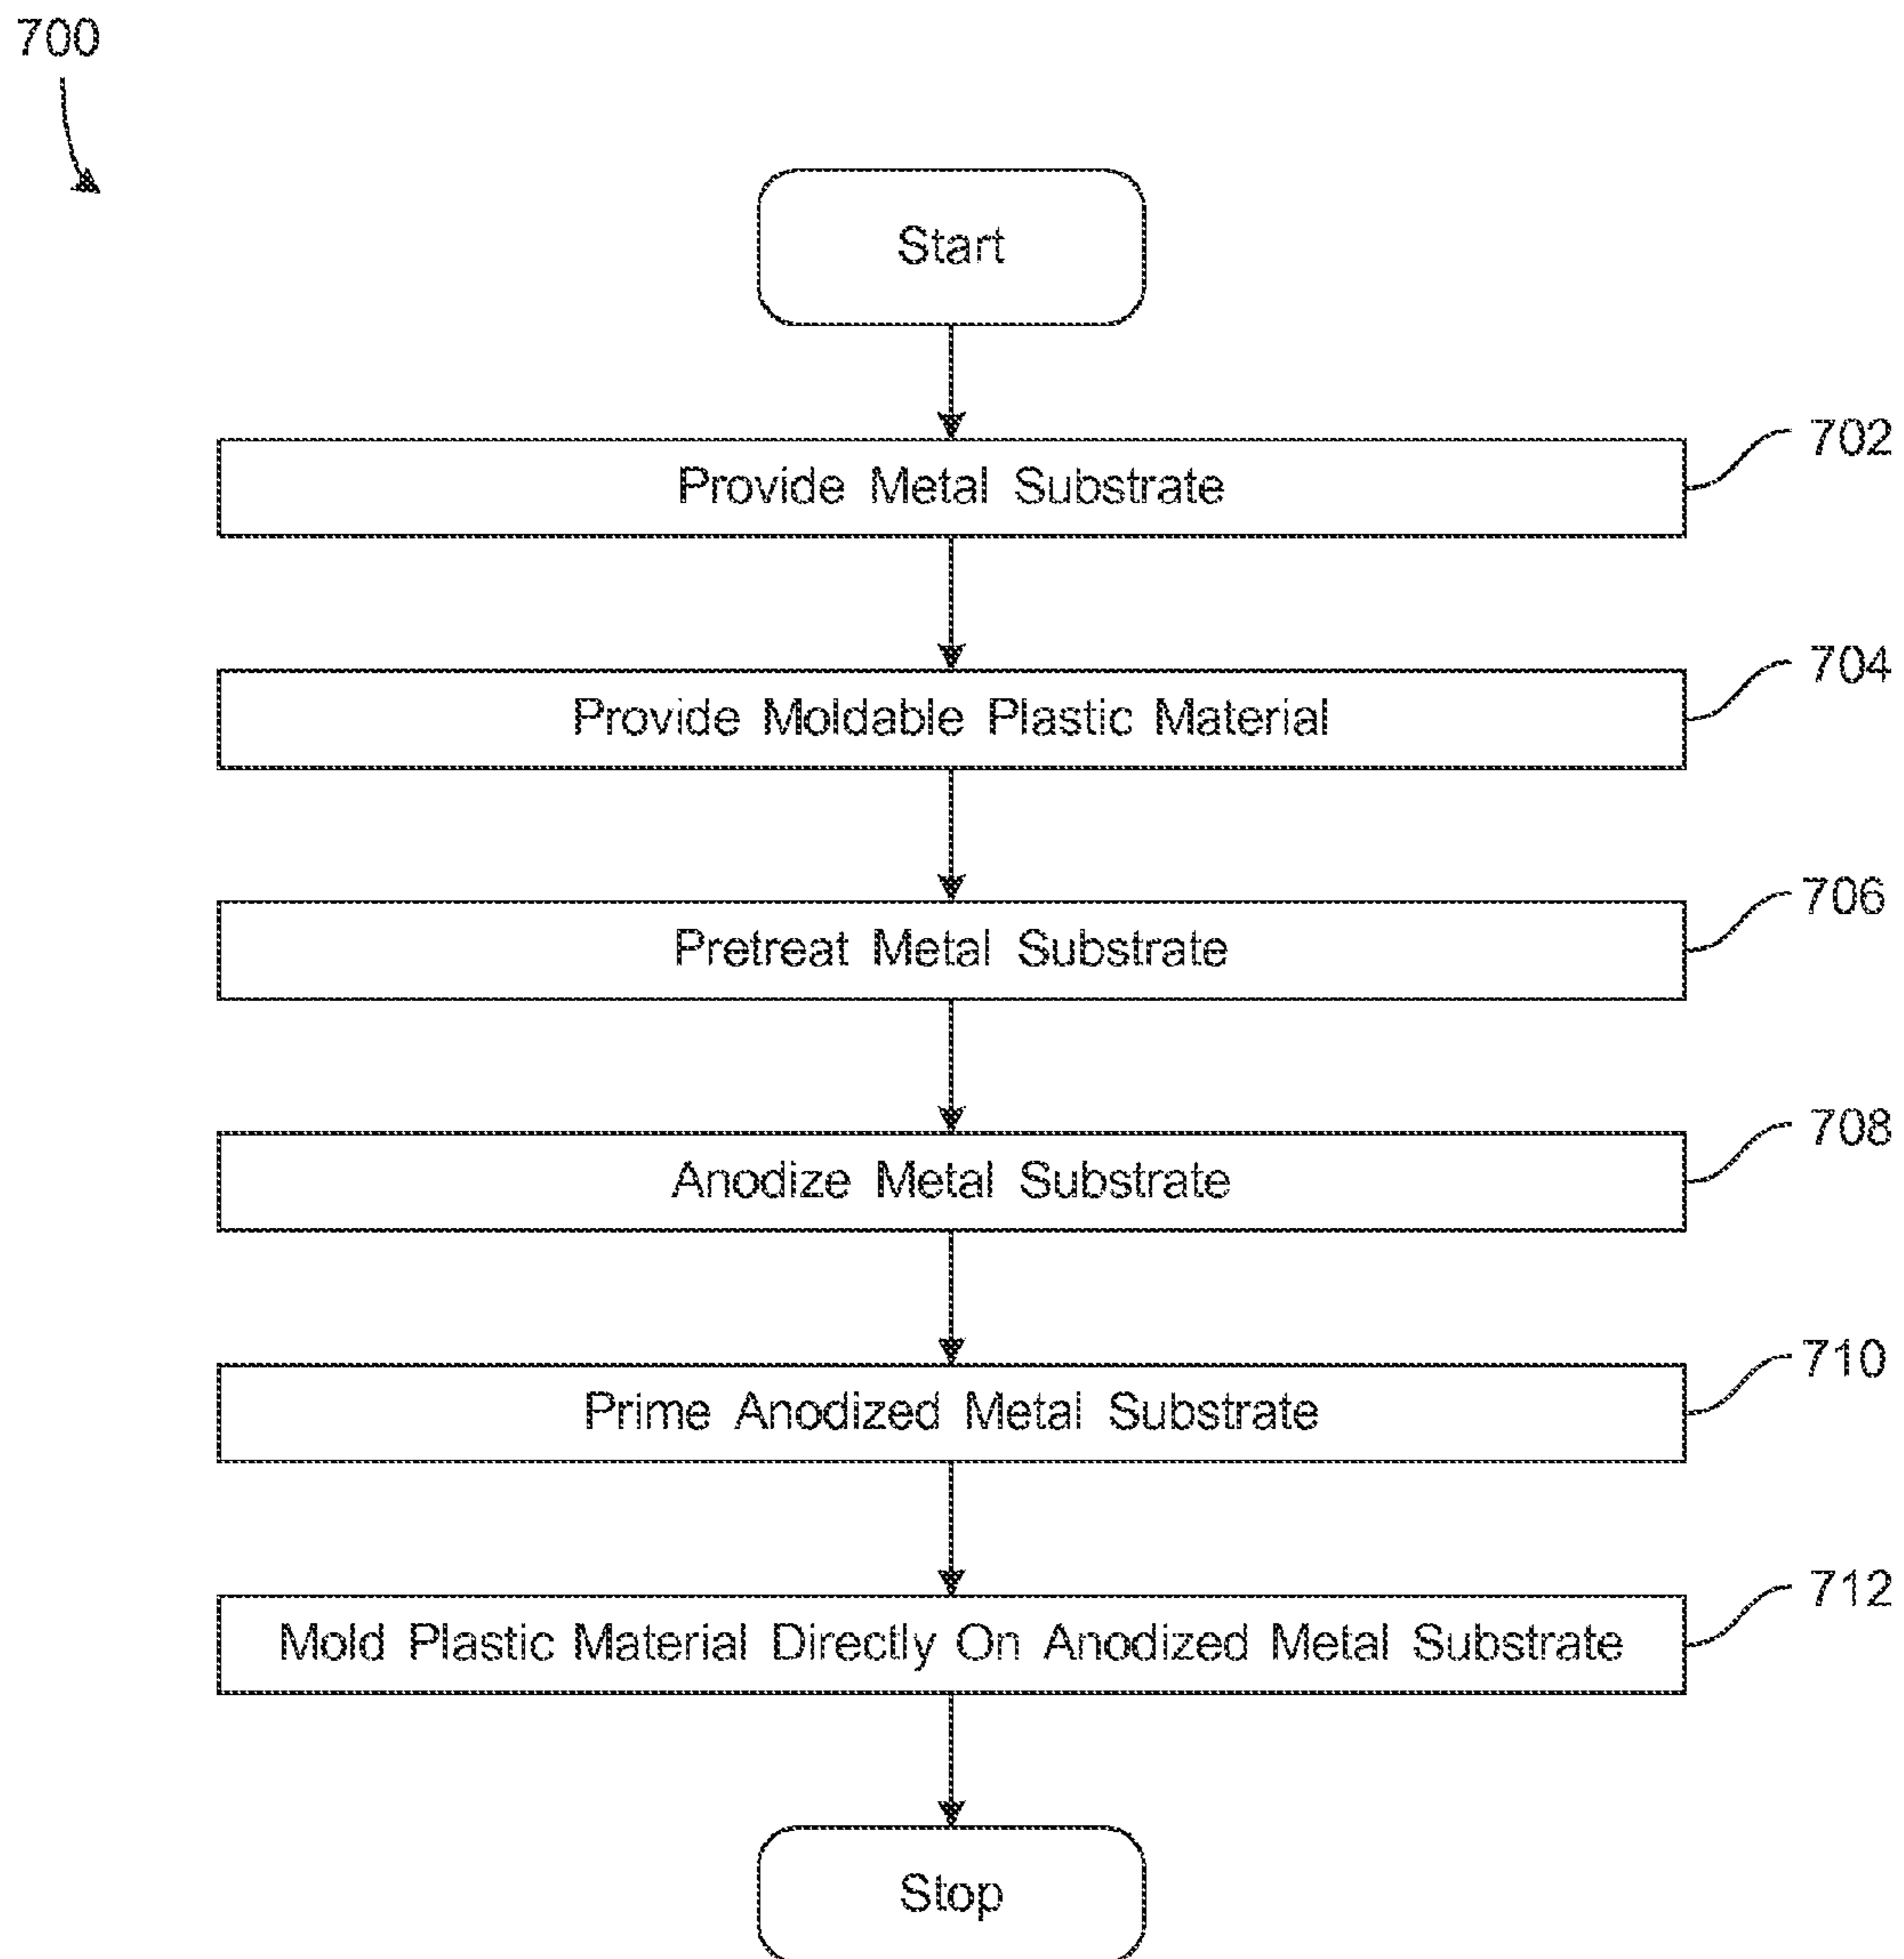 700
Start
Provide Metal Substrate
702
Provide Moldable Plastic Material
704
Pretreat Metal Substrate
706
Anodize Metal Substrate
708
Prime Anodized Metal Substrate
710
Mold Plastic Material Directly On Anodized Metal Substrate
712
Stop